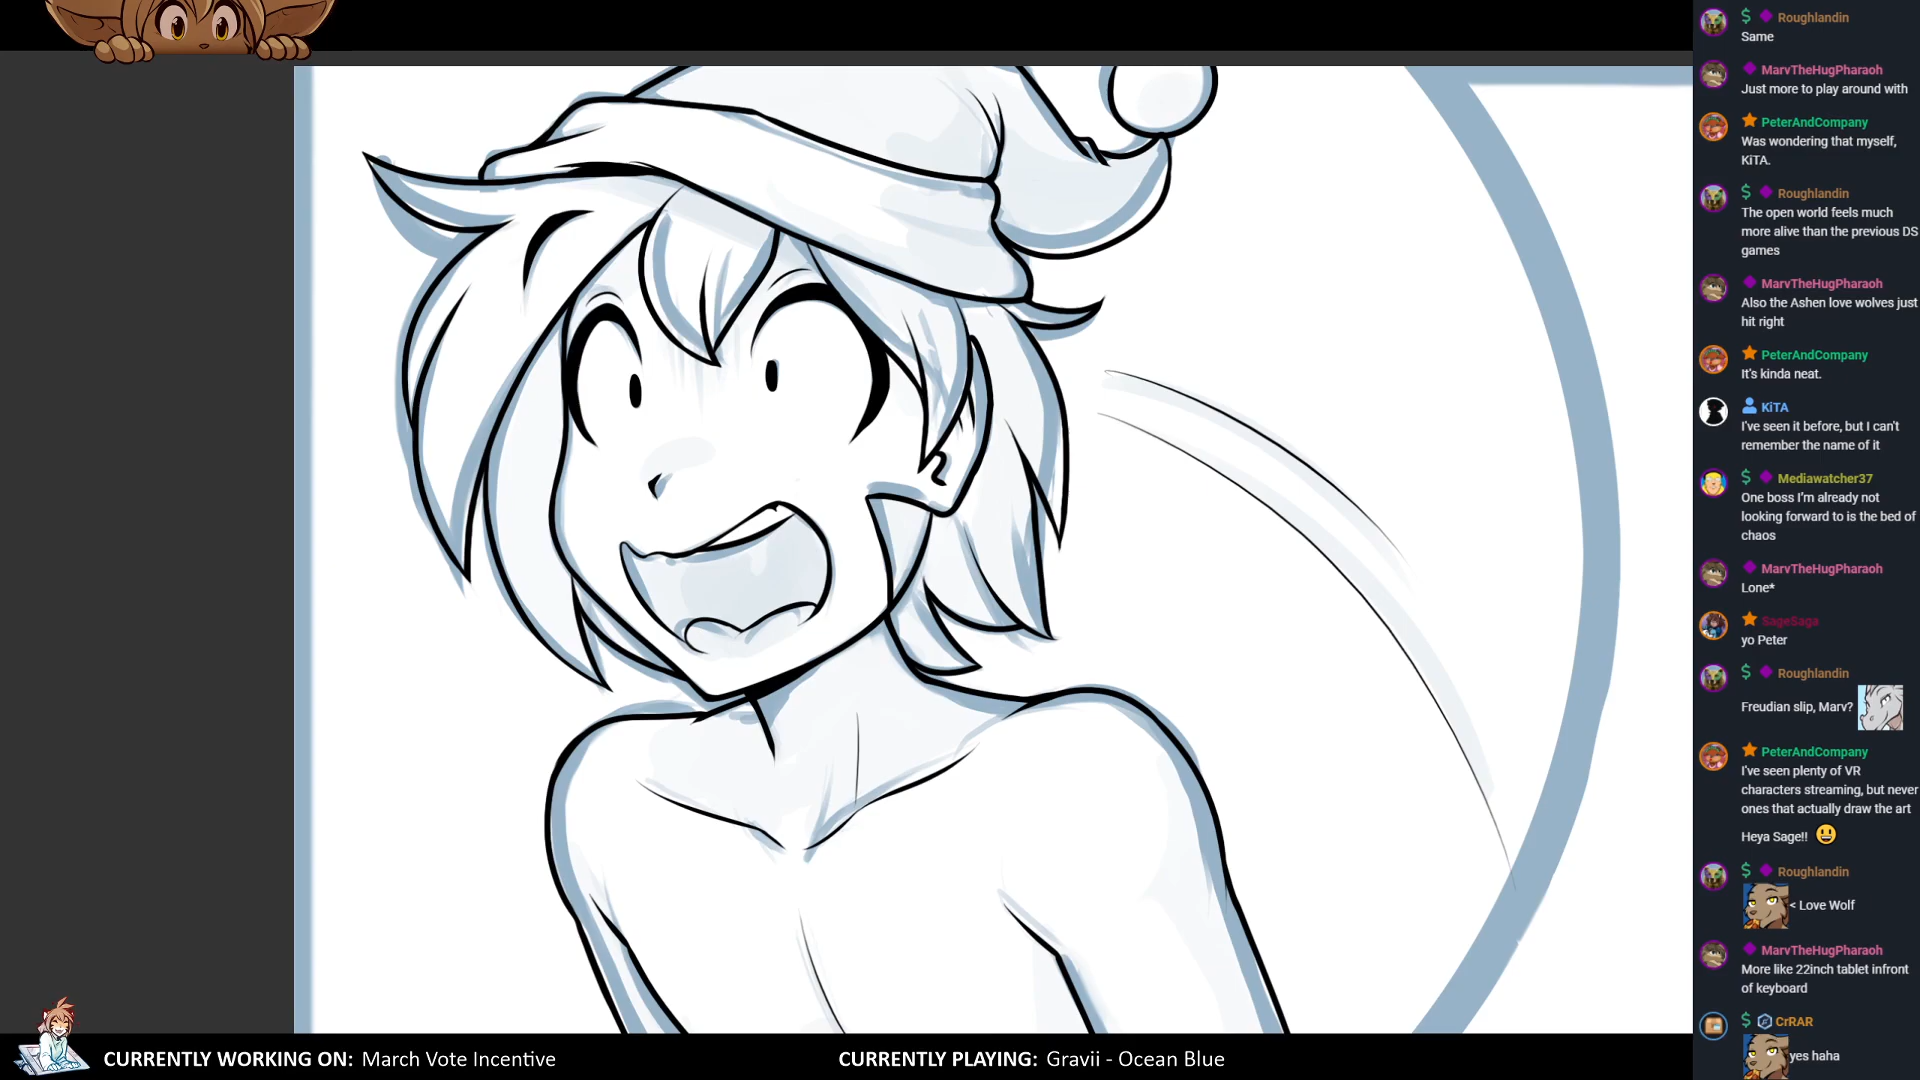 Roughlandin
Same
MarvTheHugPharaoh
Just more to play around with
PeterAndCompany
Was wondering that myself,
KiTA.
Roughlandin
The open world feels much
more alive than the previous DS
games
MarvTheHugPharaoh
Also the Ashen love wolves just
hit right
PeterAndCompany
It's kinda neat.
KiTA
I've seen it before, but I can't
remember the name of it
Mediawatcher37
One boss I'm already not
looking forward to is the bed of
chaos
MarvTheHugPharaoh
Lone*
SageSaga
yo Peter
Roughlandin
Freudian slip, Marv?
PeterAndCompany
I've seen plenty of VR
characters streaming, but never
ones that actually draw the art
Heya Sage!!
Roughlandin
< Love Wolf
MarvTheHugPharaoh
More like 22inch tablet infront
of keyboard
CrRAR
yes haha
CURRENTLY WORKING ON: March Vote Incentive
CURRENTLY PLAYING: Gravii - Ocean Blue